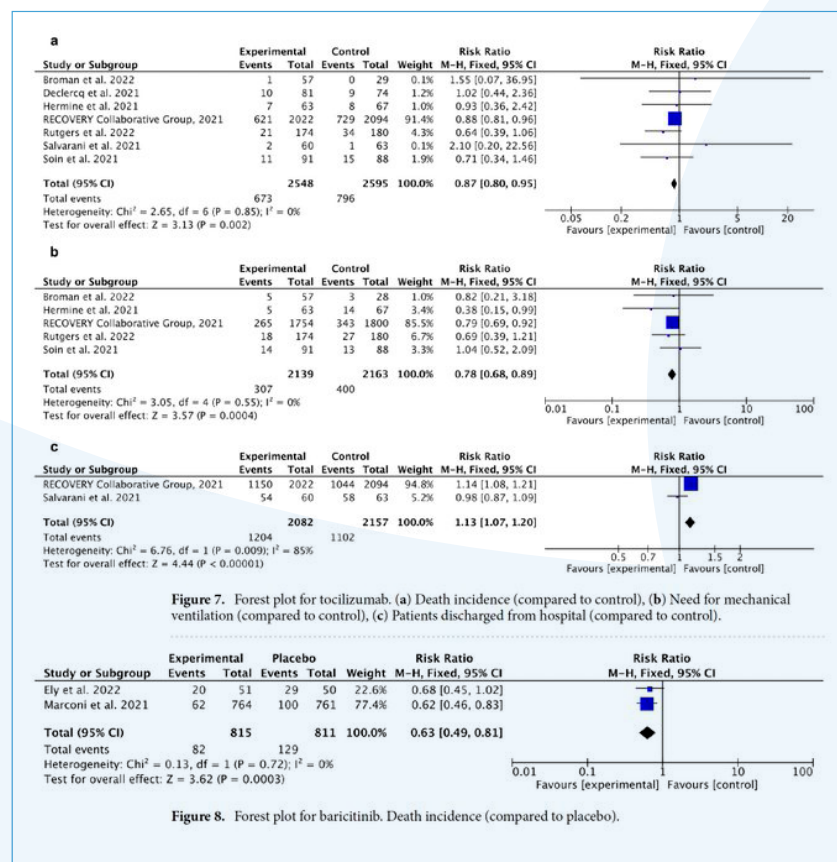 a
Experimental Control Risk Ratio Risk Ratio
Study or Subgroup Events Total Events Total Weight M-H, Fixed, 95% CI M-H, Fixed, 95% CI
Broman et al. 2022 1 57 0 29 0.1% 1.55 [0.07, 36.95]
Declercq et al. 2021 10 81 9 74 1.2% 1.02 [0.44, 2.36]
Hermine et al. 2021 7 63 8 67 1.0% 0.93 [0.36, 2.42]
RECOVERY Collaborative Group, 2021 621 2022 729 2094 91.4% 0.88 [0.81, 0.96]
Rutgers et al. 2022 21 174 34 180 4.3% 0.64 [0.39, 1.06]
Salvarani et al. 2021 2 60 1 63 0.1% 2.10 [0.20, 22.56]
Soin et al. 2021 11 91 15 88 1.9% 0.71 [0.34, 1.46]
Total (95% CI) 2548 2595 100.0% 0.87 [0.80, 0.95]
Total events 673 796
Heterogeneity: Chi² = 2.65, df = 6 (P = 0.85); I² = 0%
Test for overall effect: Z = 3.13 (P = 0.002)
0.05 0.2 1 5 20
Favours [experimental] Favours [control]
b
Experimental Control Risk Ratio Risk Ratio
Study or Subgroup Events Total Events Total Weight M-H, Fixed, 95% CI M-H, Fixed, 95% CI
Broman et al. 2022 5 57 3 28 1.0% 0.82 [0.21, 3.18]
Hermine et al. 2021 5 63 14 67 3.4% 0.38 [0.15, 0.99]
RECOVERY Collaborative Group, 2021 265 1754 343 1800 85.5% 0.79 [0.69, 0.92]
Rutgers et al. 2022 18 174 27 180 6.7% 0.69 [0.39, 1.21]
Soin et al. 2021 14 91 13 88 3.3% 1.04 [0.52, 2.09]
Total (95% CI) 2139 2163 100.0% 0.78 [0.68, 0.89]
Total events 307 400
Heterogeneity: Chi² = 3.05, df = 4 (P = 0.55); I² = 0%
Test for overall effect: Z = 3.57 (P = 0.0004)
0.01 0.1 1 10 100
Favours [experimental] Favours [control]
c
Experimental Control Risk Ratio Risk Ratio
Study or Subgroup Events Total Events Total Weight M-H, Fixed, 95% CI M-H, Fixed, 95% CI
RECOVERY Collaborative Group, 2021 1150 2022 1044 2094 94.8% 1.14 [1.08, 1.21]
Salvarani et al. 2021 54 60 58 63 5.2% 0.98 [0.87, 1.09]
Total (95% CI) 2082 2157 100.0% 1.13 [1.07, 1.20]
Total events 1204 1102
Heterogeneity: Chi² = 6.76, df = 1 (P = 0.009); I² = 85%
Test for overall effect: Z = 4.44 (P < 0.00001)
0.5 0.7 1 1.5 2
Favours [experimental] Favours [control]
Figure 7. Forest plot for tocilizumab. (a) Death incidence (compared to control), (b) Need for mechanical
ventilation (compared to control), (c) Patients discharged from hospital (compared to control).
Experimental Placebo Risk Ratio Risk Ratio
Study or Subgroup Events Total Events Total Weight M-H, Fixed, 95% CI M-H, Fixed, 95% CI
Ely et al. 2022 20 51 29 50 22.6% 0.68 [0.45, 1.02]
Marconi et al. 2021 62 764 100 761 77.4% 0.62 [0.46, 0.83]
Total (95% CI) 815 811 100.0% 0.63 [0.49, 0.81]
Total events 82 129
Heterogeneity: Chi² = 0.13, df = 1 (P = 0.72); I² = 0%
Test for overall effect: Z = 3.62 (P = 0.0003)
0.01 0.1 1 10 100
Favours [experimental] Favours [control]
Figure 8. Forest plot for baricitinib. Death incidence (compared to placebo).